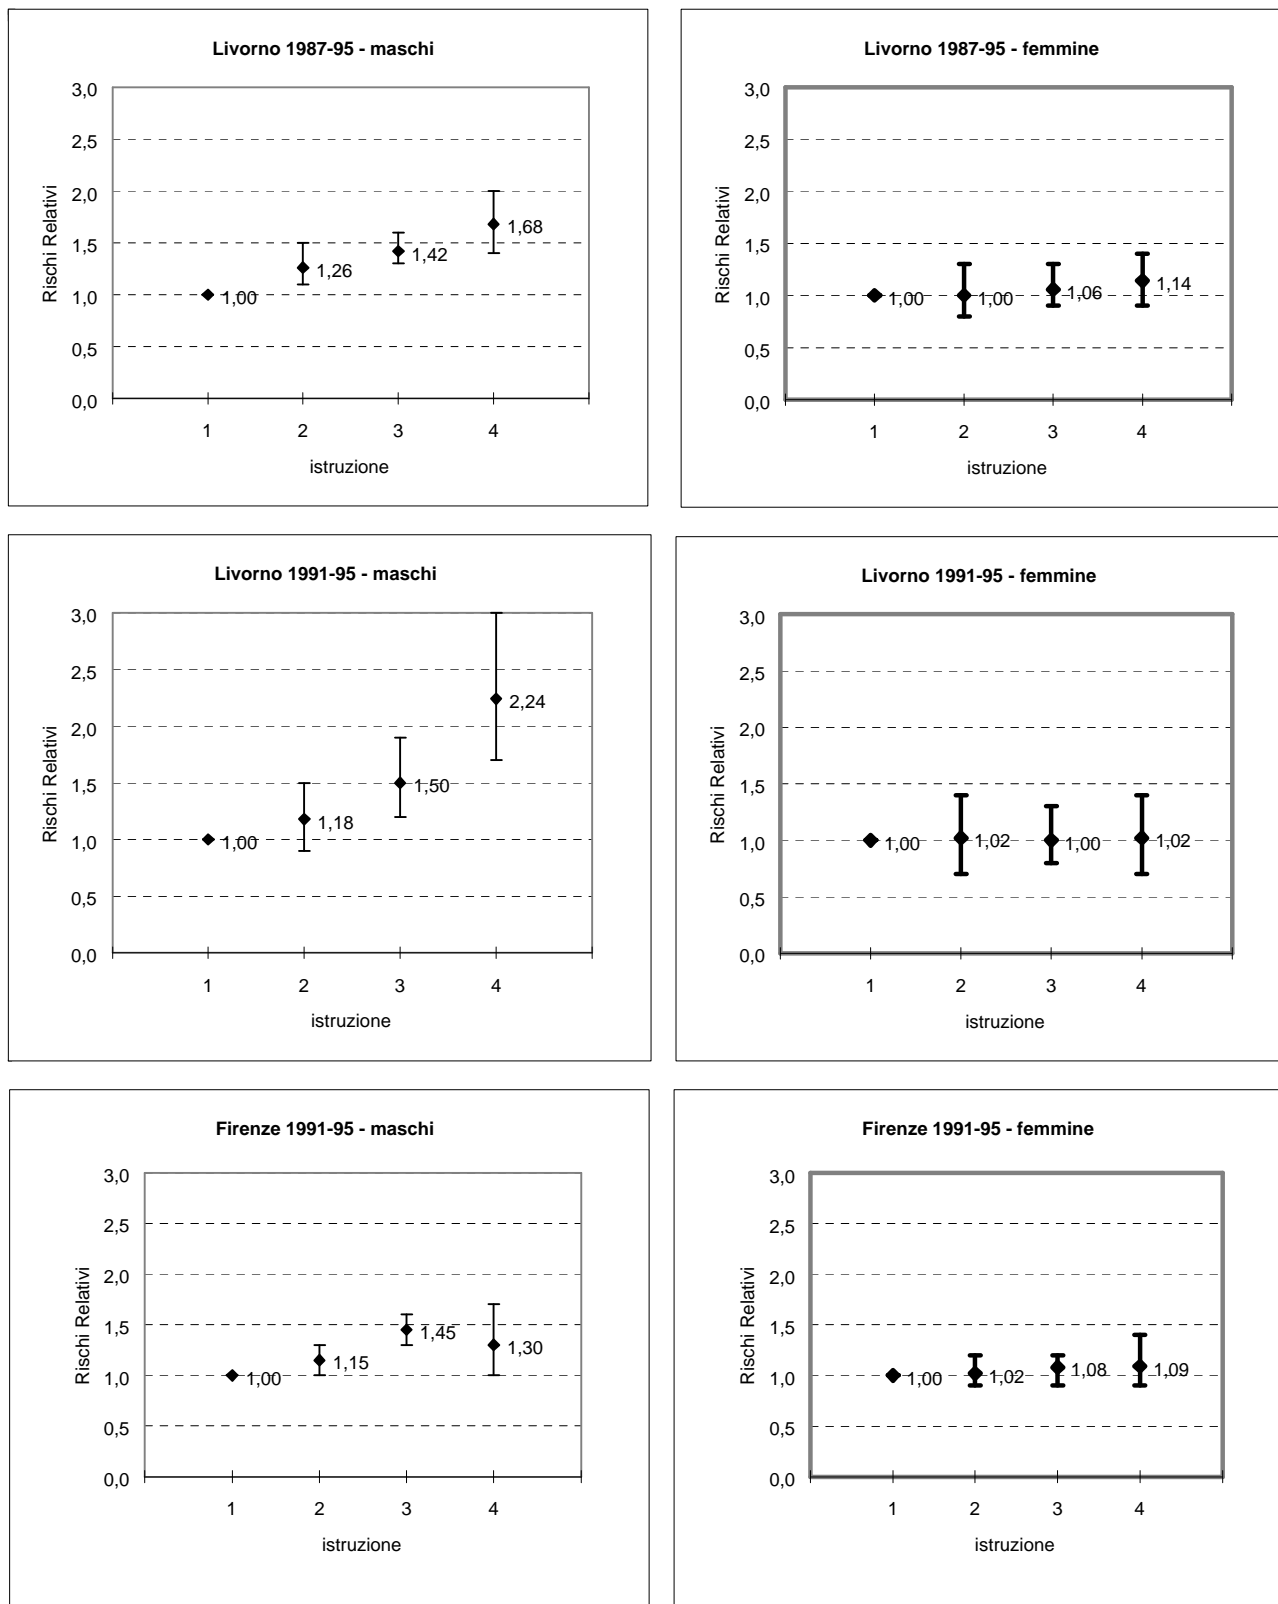 Livorno 1987-95 - maschi
Rischi Relativi
3,0
2,5
2,0
1,5
1,0
0,5
0,0
1,00
1,26
1,42
1,68
1 2 3 4
istruzione
Livorno 1987-95 - femmine
Rischi Relativi
3,0
2,5
2,0
1,5
1,0
0,5
0,0
1,00
1,00
1,06
1,14
1 2 3 4
istruzione
Livorno 1991-95 - maschi
Rischi Relativi
3,0
2,5
2,0
1,5
1,0
0,5
0,0
1,00
1,18
1,50
2,24
1 2 3 4
istruzione
Livorno 1991-95 - femmine
Rischi Relativi
3,0
2,5
2,0
1,5
1,0
0,5
0,0
1,00
1,02
1,00
1,02
1 2 3 4
istruzione
Firenze 1991-95 - maschi
Rischi Relativi
3,0
2,5
2,0
1,5
1,0
0,5
0,0
1,00
1,15
1,45
1,30
1 2 3 4
istruzione
Firenze 1991-95 - femmine
Rischi Relativi
3,0
2,5
2,0
1,5
1,0
0,5
0,0
1,00
1,02
1,08
1,09
1 2 3 4
istruzione